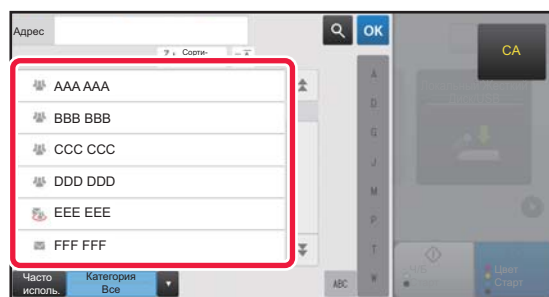 Адрес
OK
CA
Сорти-
AAA AAA
BBB BBB
CCC CCC
DDD DDD
EEE EEE
FFF FFF
A
D
G
J
M
P
T
W
Часто
исполь.
Категория
Все
ABC
Ч/Б
Цвет
Старт